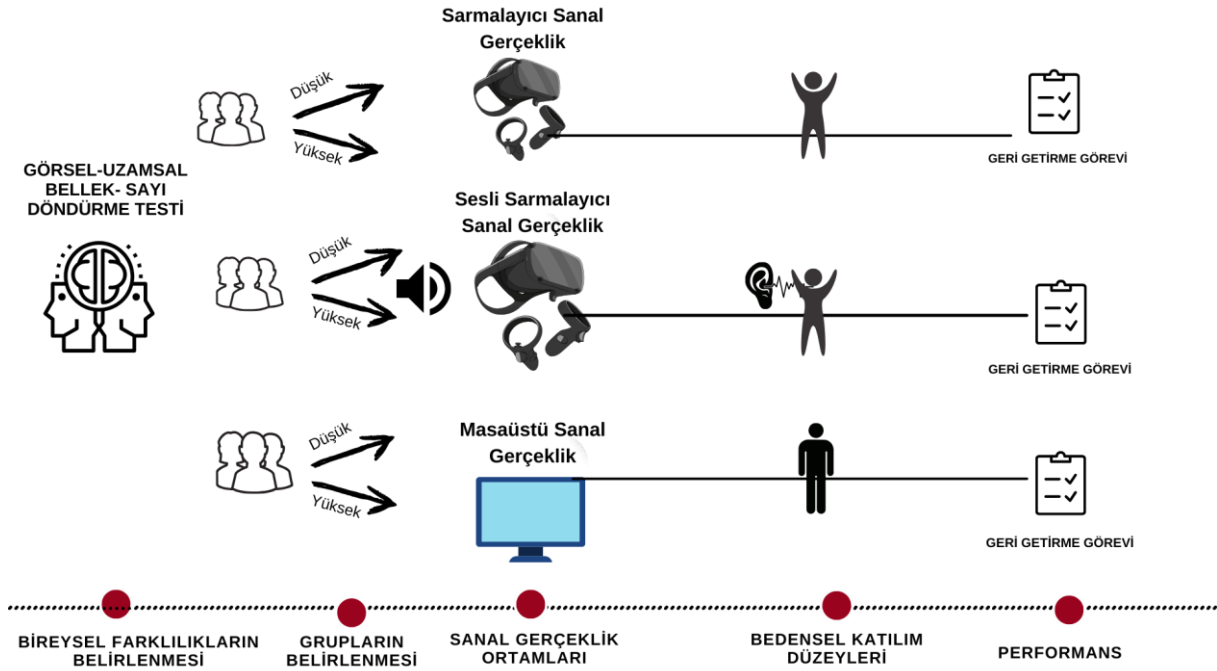 Sarmalayıcı Sanal
Gerçeklik
Düşük
Yüksek
GERİ GETİRME GÖREVİ
GÖRSEL-UZAMSAL
BELLEK- SAYI
DÖNDÜRME TESTİ
Sesli Sarmalayıcı
Sanal Gerçeklik
Düşük
Yüksek
GERİ GETİRME GÖREVİ
Masaüstü Sanal
Gerçeklik
Düşük
Yüksek
GERİ GETİRME GÖREVİ
BİREYSEL FARKLILIKLARIN
BELİRLENMESİ
GRUPLARIN
BELİRLENMESİ
SANAL GERÇEKLİK
ORTAMLARI
BEDENSEL KATILIM
DÜZEYLERİ
PERFORMANS